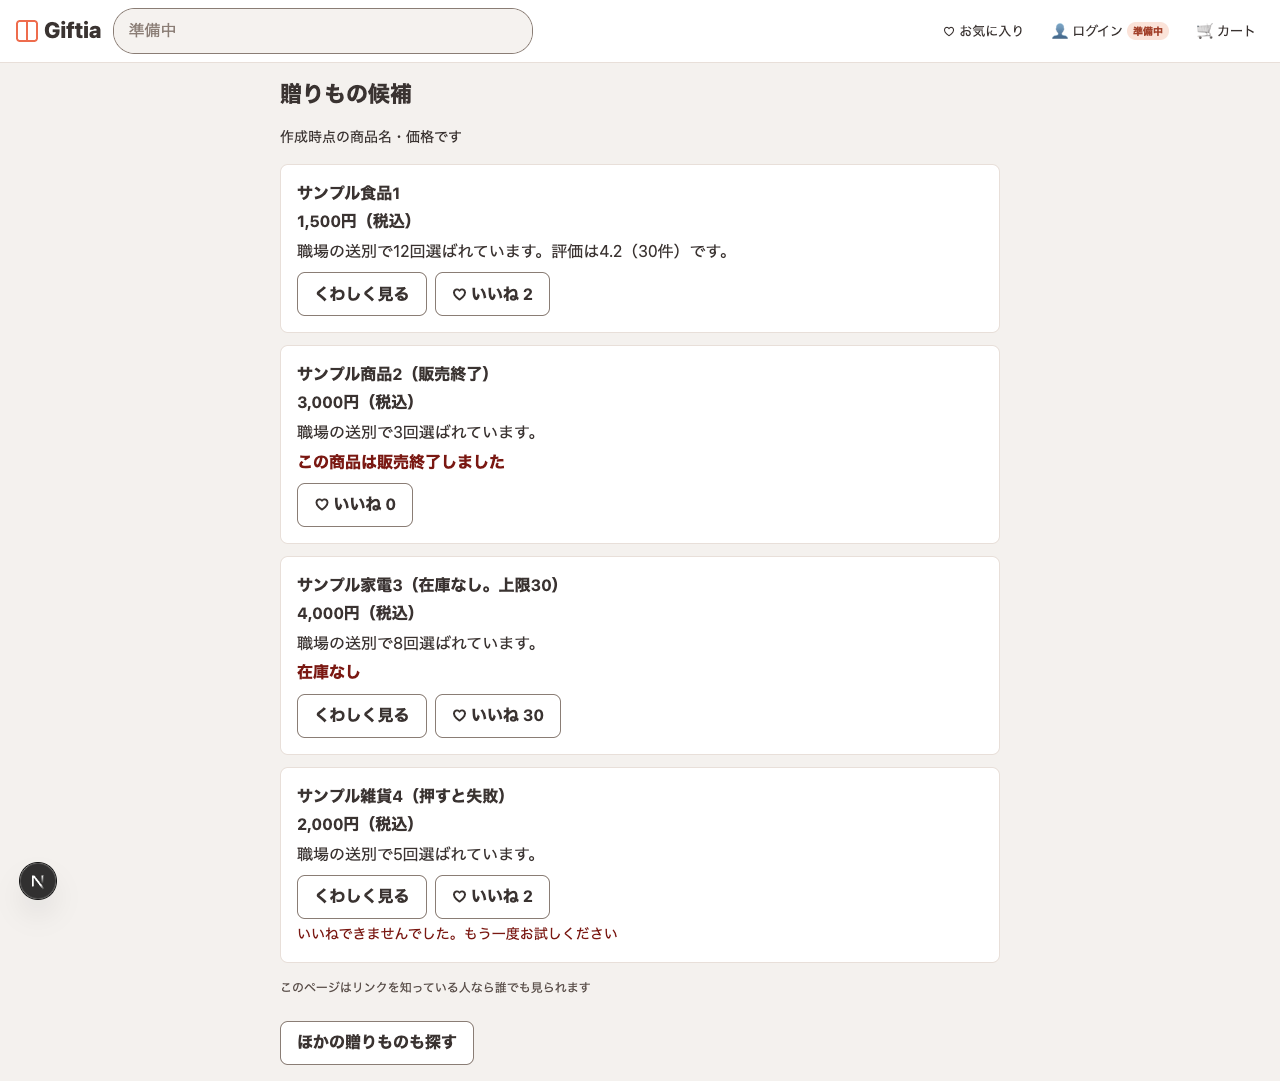 Giftia
準備中
♡ お気に入り
ログイン 準備中
カート
贈りもの候補
作成時点の商品名・価格です
サンプル食品1
1,500円（税込）
職場の送別で12回選ばれています。評価は4.2（30件）です。
くわしく見る
♡ いいね 2
サンプル商品2（販売終了）
3,000円（税込）
職場の送別で3回選ばれています。
この商品は販売終了しました
♡ いいね 0
サンプル家電3（在庫なし。上限30）
4,000円（税込）
職場の送別で8回選ばれています。
在庫なし
くわしく見る
♡ いいね 30
サンプル雑貨4（押すと失敗）
2,000円（税込）
職場の送別で5回選ばれています。
くわしく見る
♡ いいね 2
いいねできませんでした。もう一度お試しください
N
このページはリンクを知っている人なら誰でも見られます
ほかの贈りものも探す